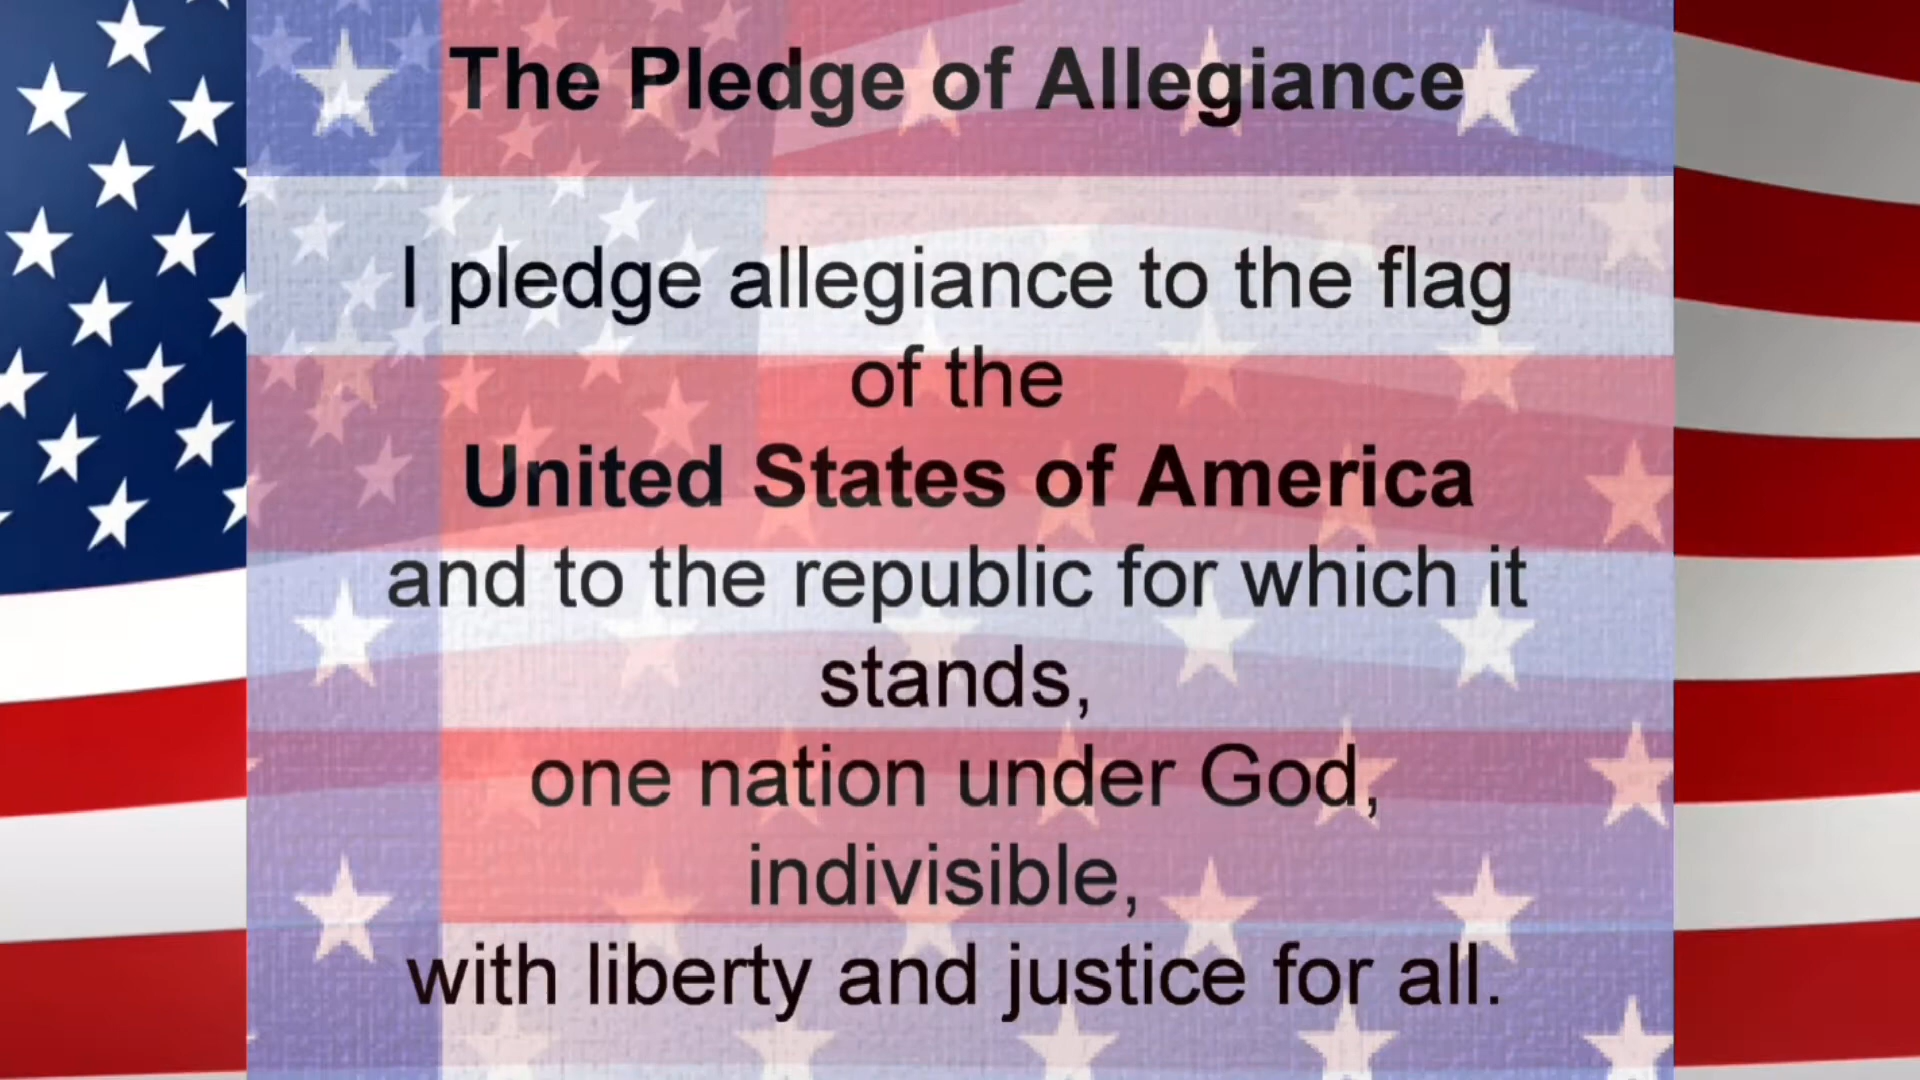 The Pledge of Allegiance
I pledge allegiance to the flag
of the
United States of America
and to the republic for which it
stands,
one nation under God,
indivisible,
with liberty and justice for all.